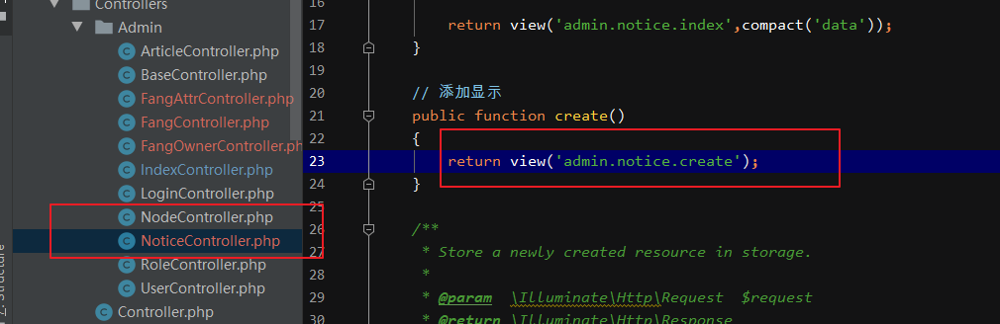 Controllers
Admin
ArticleController.php
BaseController.php
FangAttrController.php
FangController.php
FangOwnerController.ph
IndexController.php
LoginController.php
NodeController.php
NoticeController.php
RoleController.php
UserController.php
Controller.php
Z: Structure
16
17 return view('admin.notice.index',compact('data'));
18 }
19
20 // 添加显示
21 public function create()
22 {
23 return view('admin.notice.create');
24 }
25
26 /**
27 * Store a newly created resource in storage.
28 *
29 * @param \Illuminate\Http\Request $request
30 * @return \Illuminate\Http\Response